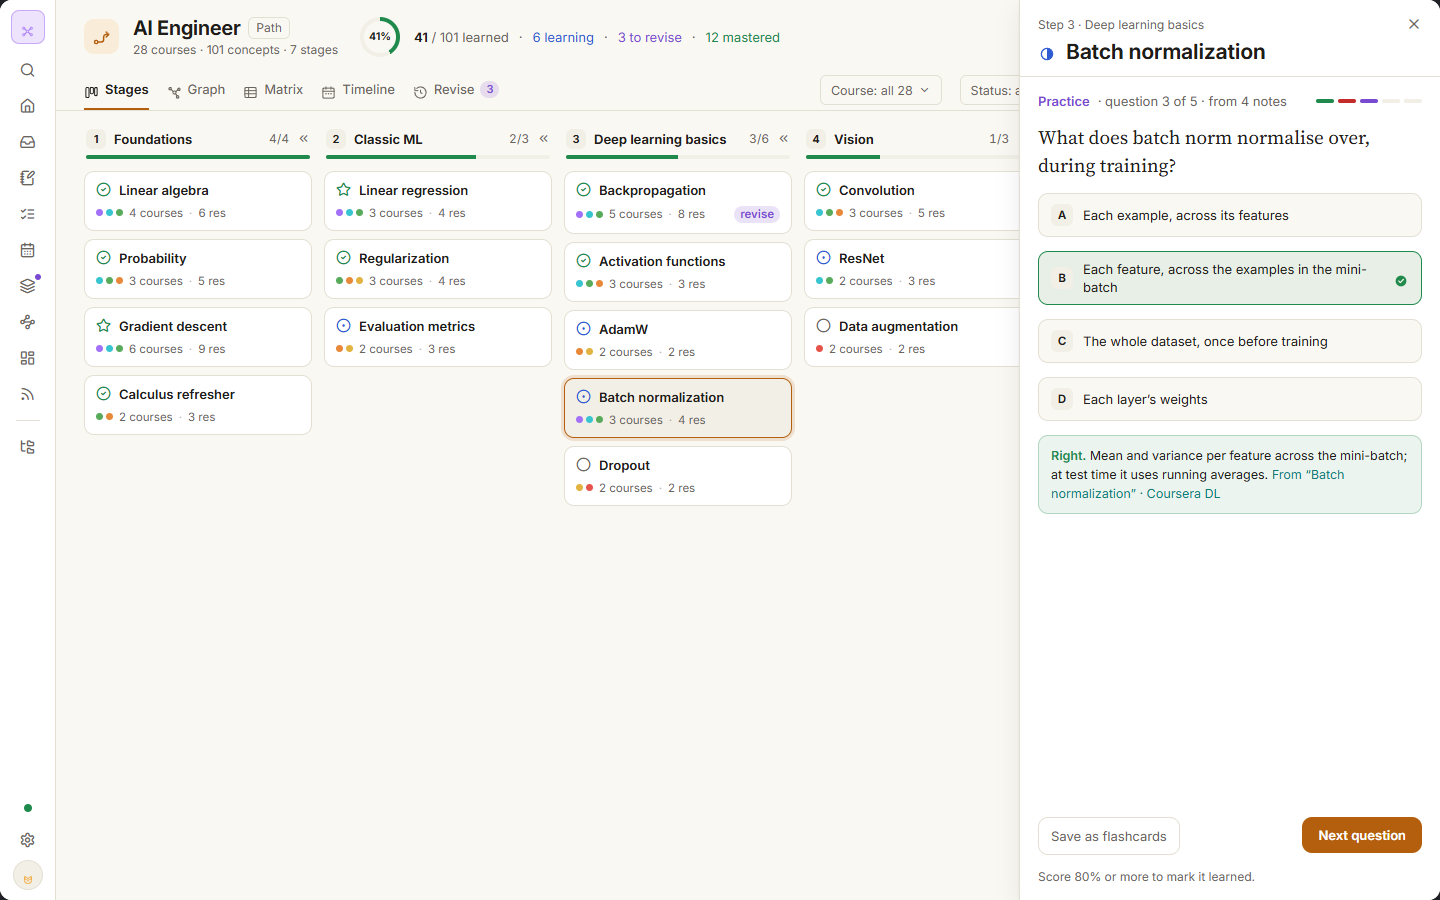 AI Engineer Path
28 courses · 101 concepts · 7 stages
41%
41 / 101 learned · 6 learning · 3 to revise · 12 mastered
Stages
Graph
Matrix
Timeline
Revise 3
Course: all 28
Status: a
1 Foundations 4/4
Linear algebra
4 courses · 6 res
Probability
3 courses · 5 res
Gradient descent
6 courses · 9 res
Calculus refresher
2 courses · 3 res
2 Classic ML 2/3
Linear regression
3 courses · 4 res
Regularization
3 courses · 4 res
Evaluation metrics
2 courses · 3 res
3 Deep learning basics 3/6
Backpropagation
5 courses · 8 res revise
Activation functions
3 courses · 3 res
AdamW
2 courses · 2 res
Batch normalization
3 courses · 4 res
Dropout
2 courses · 2 res
4 Vision 1/3
Convolution
3 courses · 5 res
ResNet
2 courses · 3 res
Data augmentation
2 courses · 2 res
Step 3 · Deep learning basics
Batch normalization
Practice · question 3 of 5 · from 4 notes
What does batch norm normalise over,
during training?
A Each example, across its features
B Each feature, across the examples in the mini-
batch
C The whole dataset, once before training
D Each layer’s weights
Right. Mean and variance per feature across the mini-batch;
at test time it uses running averages. From “Batch
normalization” · Coursera DL
Save as flashcards
Next question
Score 80% or more to mark it learned.